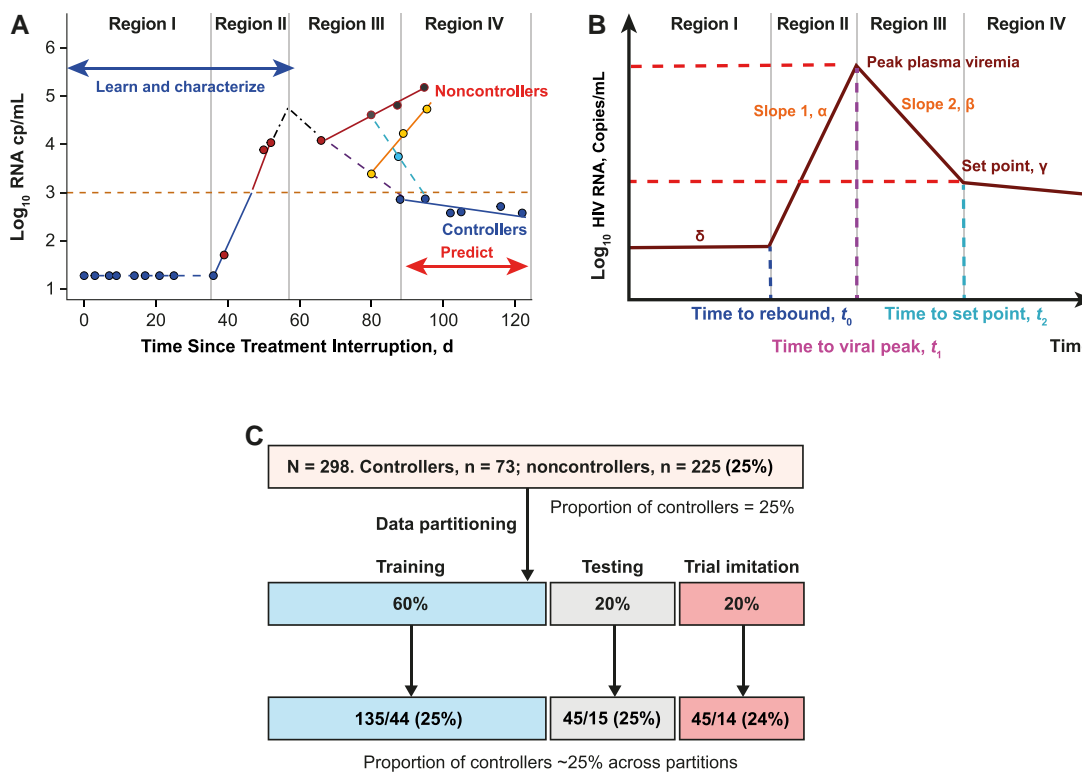 A
Region I
Region II
Region III
Region IV
6
5
4
3
2
1
Log10 RNA cp/mL
Learn and characterize
Noncontrollers
Controllers
Predict
0
20
40
60
80
100
120
Time Since Treatment Interruption, d
B
Region I
Region II
Region III
Region IV
Log10 HIV RNA, Copies/mL
Peak plasma viremia
Slope 1, α
Slope 2, β
Set point, γ
δ
Time to rebound, t0
Time to set point, t2
Time to viral peak, t1
Tim
C
N = 298. Controllers, n = 73; noncontrollers, n = 225 (25%)
Proportion of controllers = 25%
Data partitioning
Training
Testing
Trial imitation
60%
20%
20%
135/44 (25%)
45/15 (25%)
45/14 (24%)
Proportion of controllers ~25% across partitions